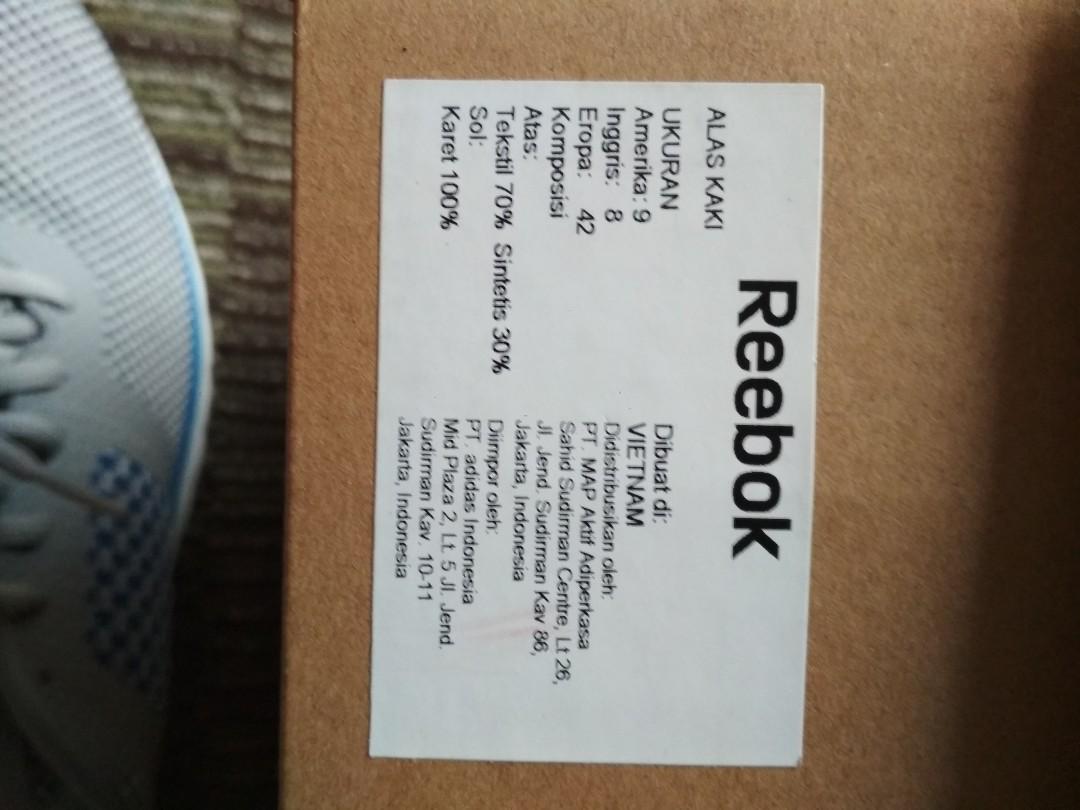 Reebok
ALAS KAKI
UKURAN
Amerika: 9
Inggris: 8
Eropa: 42
Komposisi
Atas:
Tekstil 70% Sintetis 30%
Sol:
Karet 100%
Dibuat di:
VIETNAM
Didistribusikan oleh:
PT. MAP Aktif Adiperkasa
Sahid Sudirman Centre, Lt 26,
Jl. Jend. Sudirman Kav 86,
Jakarta, Indonesia
Diimpor oleh:
PT. adidas Indonesia
Mid Plaza 2, Lt. 5 Jl. Jend.
Sudirman Kav. 10-11
Jakarta, Indonesia